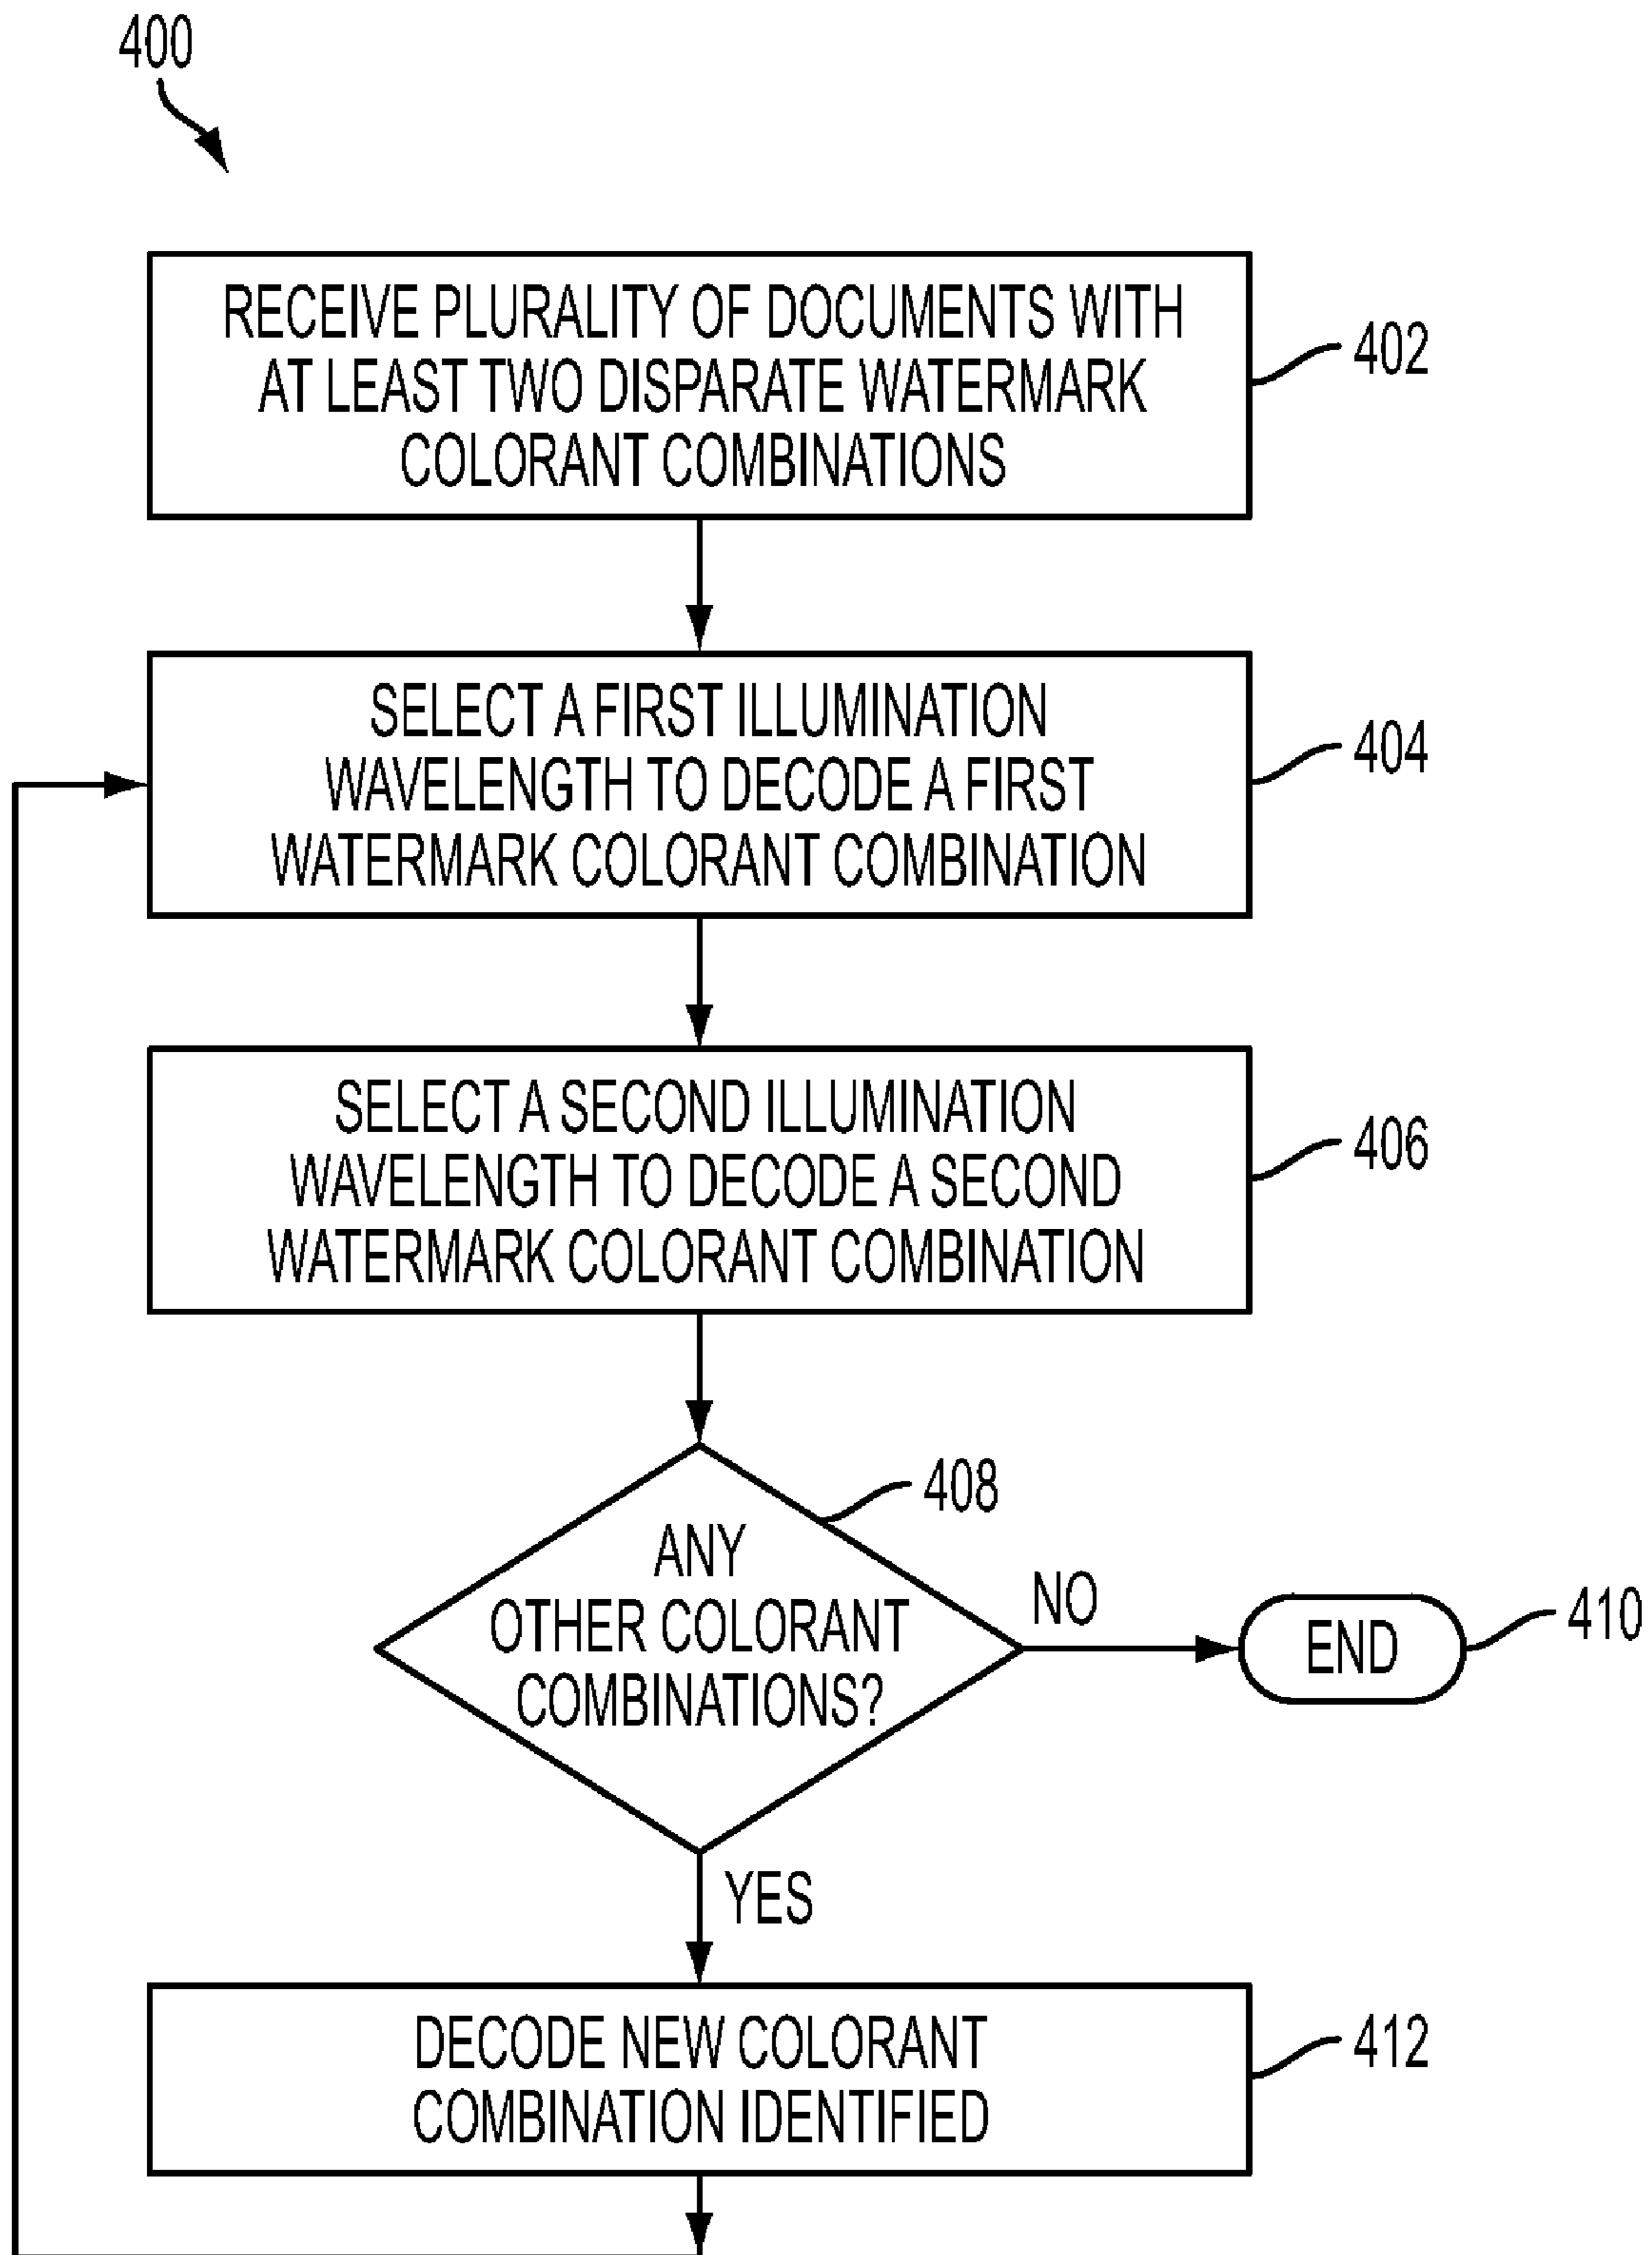 400
RECEIVE PLURALITY OF DOCUMENTS WITH
AT LEAST TWO DISPARATE WATERMARK
COLORANT COMBINATIONS
402
SELECT A FIRST ILLUMINATION
WAVELENGTH TO DECODE A FIRST
WATERMARK COLORANT COMBINATION
404
SELECT A SECOND ILLUMINATION
WAVELENGTH TO DECODE A SECOND
WATERMARK COLORANT COMBINATION
406
408
ANY
OTHER COLORANT
COMBINATIONS?
NO
END
410
YES
DECODE NEW COLORANT
COMBINATION IDENTIFIED
412